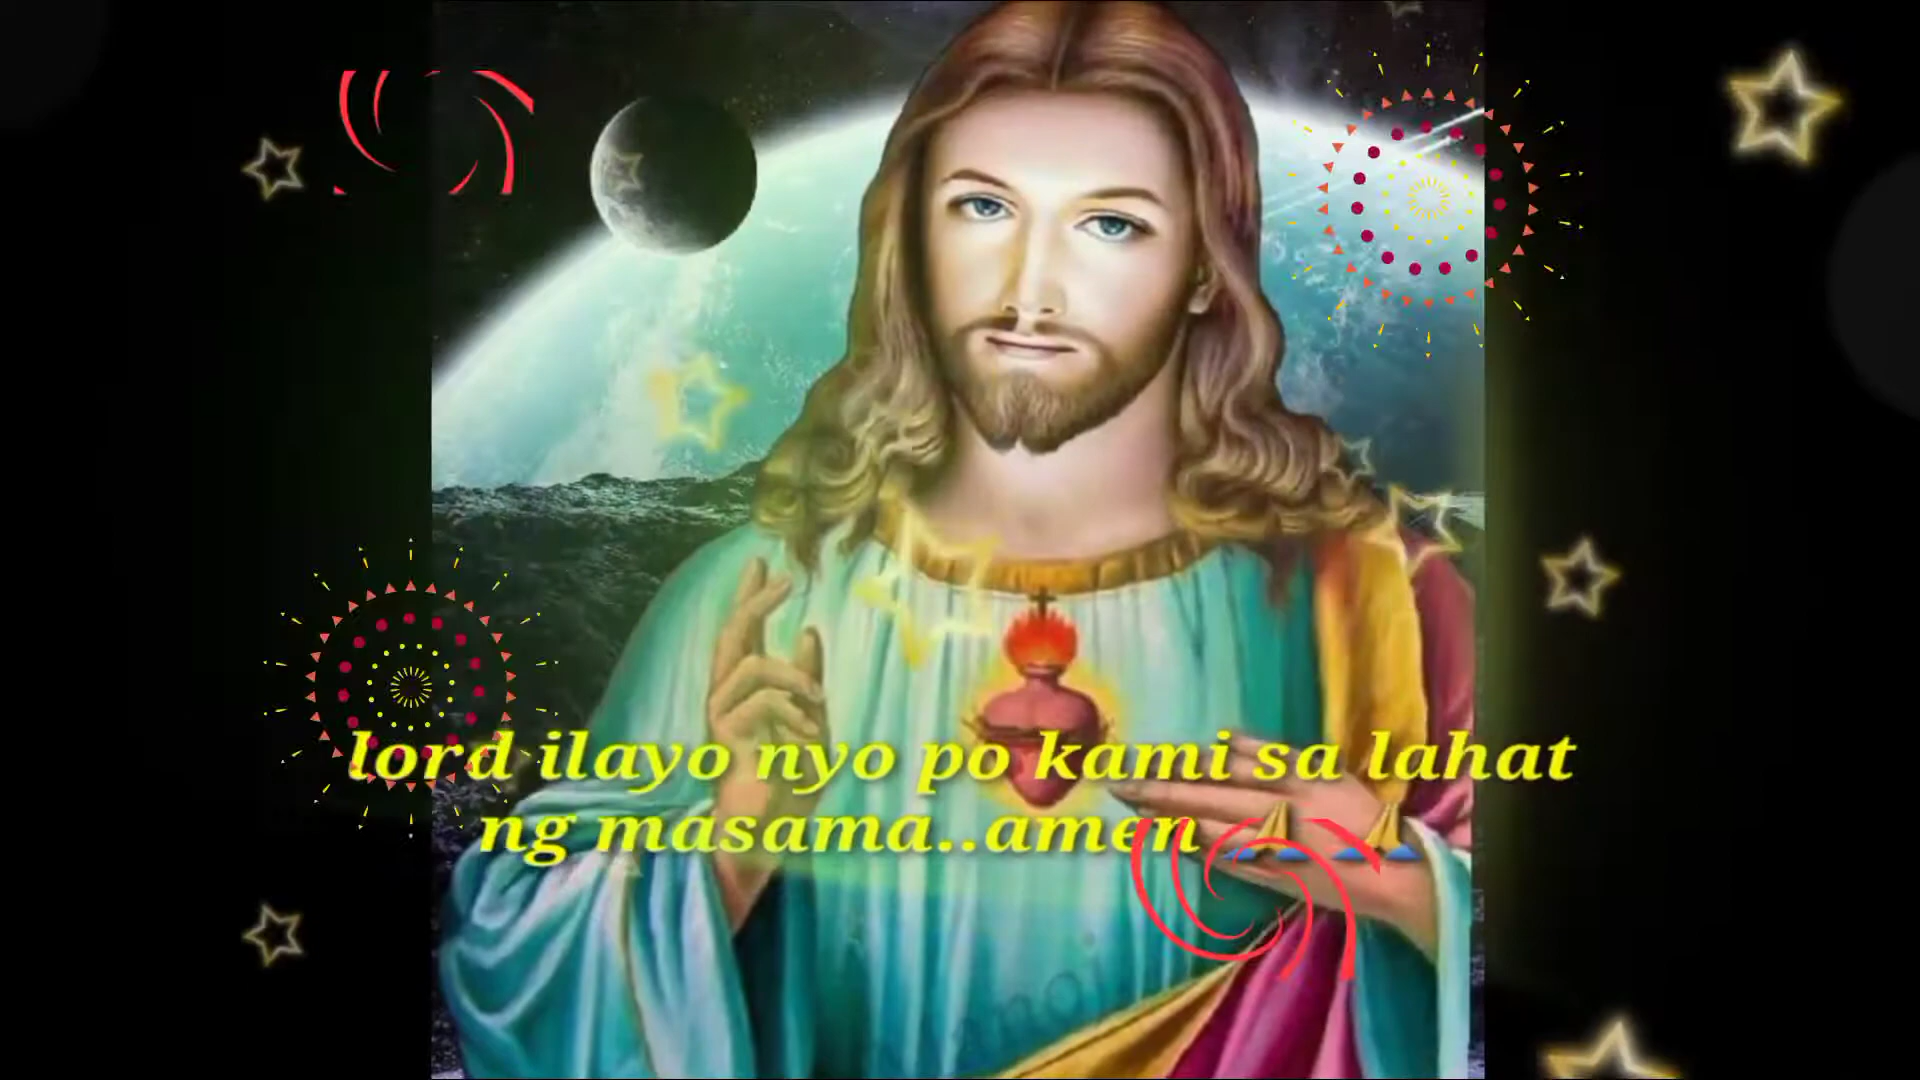 lord ilayo nyo po kami sa lahat
ng masama..amen 🙏🙏